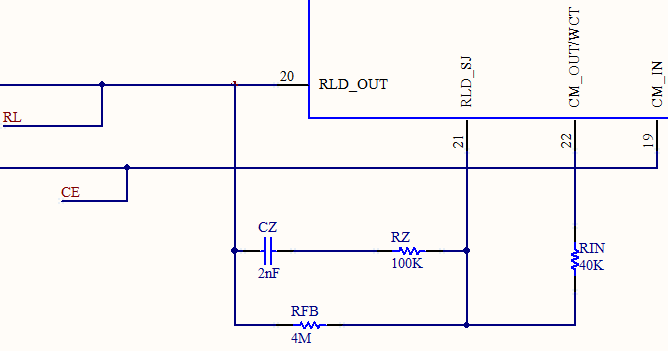 20
RLD_OUT
RLD_SJ
CM_OUT/WCT
CM_IN
RL
21
22
19
CE
CZ
2nF
RZ
100K
RIN
40K
RFB
4M